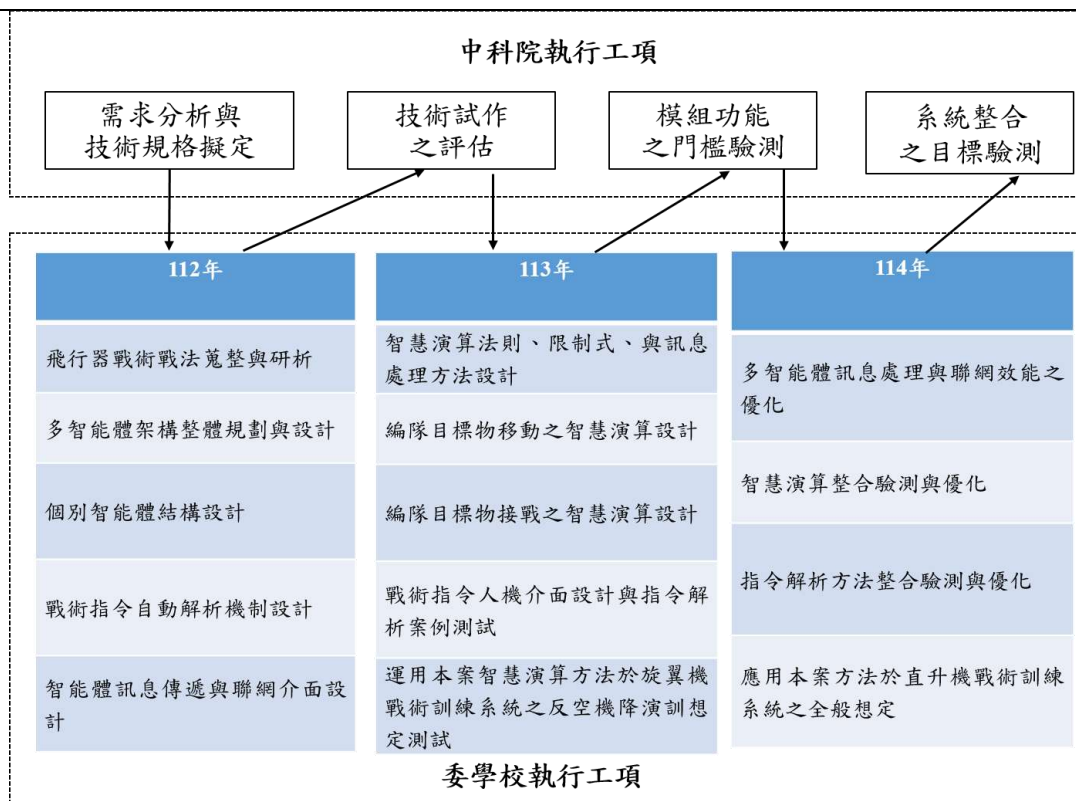 中科院執行工項
需求分析與
技術規格擬定
技術試作
之評估
模組功能
之門檻驗測
系統整合
之目標驗測
112年
飛行器戰術戰法蒐整與研析
多智能體架構整體規劃與設計
個別智能體結構設計
戰術指令自動解析機制設計
智能體訊息傳遞與聯網介面設
計
113年
智慧演算法則、限制式、與訊息
處理方法設計
編隊目標物移動之智慧演算設計
編隊目標物接戰之智慧演算設計
戰術指令人機介面設計與指令解
析案例測試
運用本案智慧演算方法於旋翼機
戰術訓練系統之反空機降演訓想
定測試
114年
多智能體訊息處理與聯網效能之
優化
智慧演算整合驗測與優化
指令解析方法整合驗測與優化
應用本案方法於直升機戰術訓練
系統之全般想定
委學校執行工項